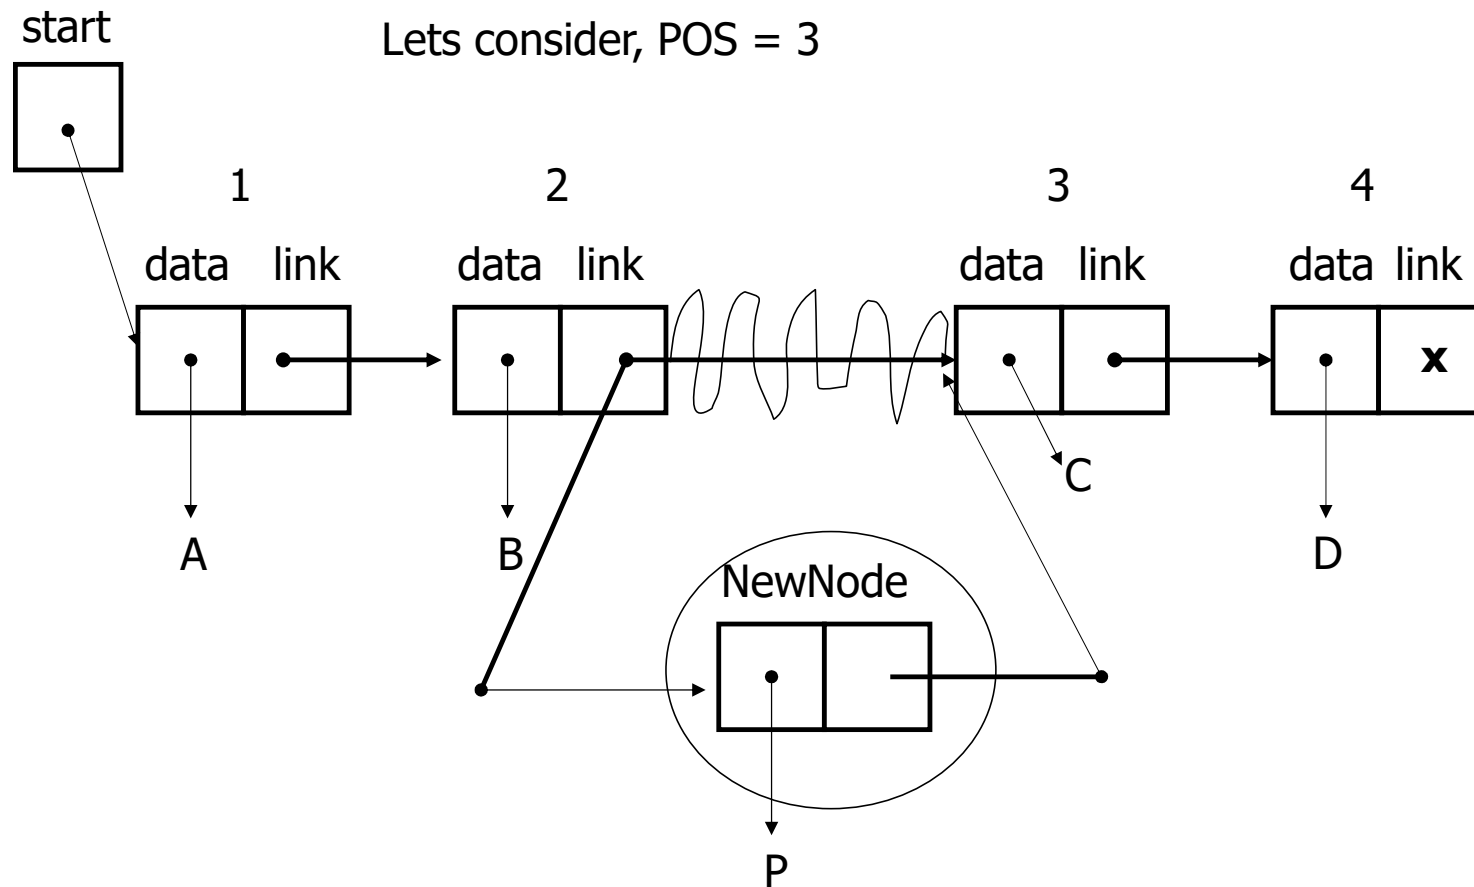 start
Lets consider, POS = 3
1 2 3 4
data link data link data link data link
x
C
A B D
NewNode
P